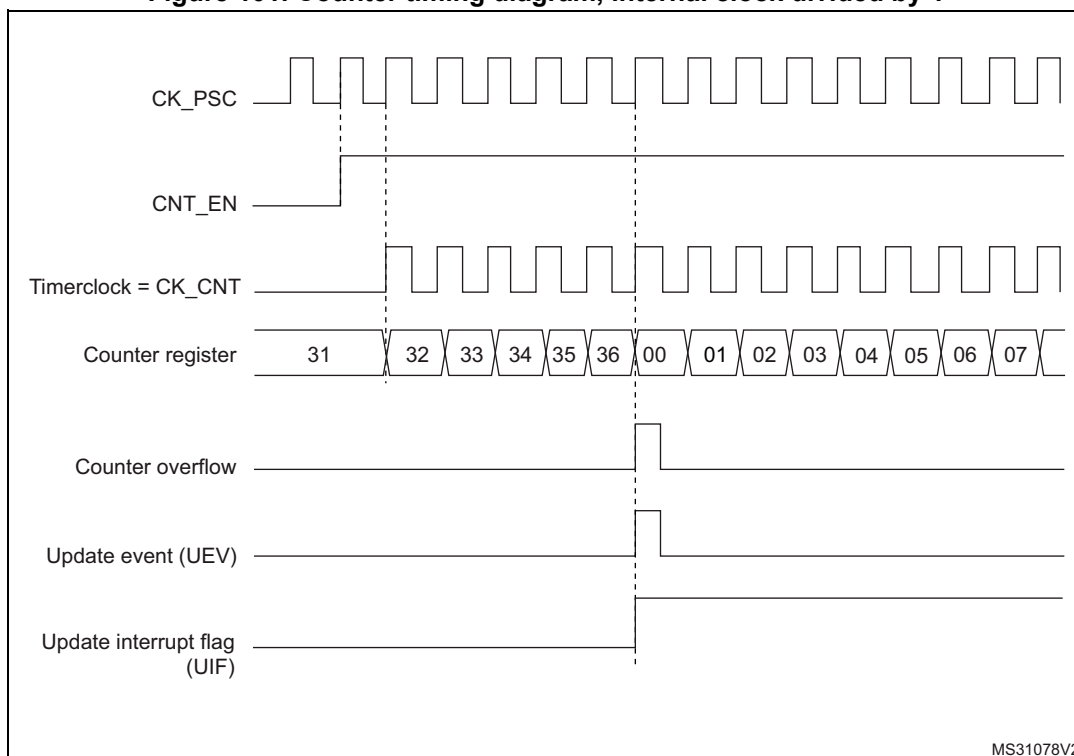 CK_PSC
CNT_EN
Timerclock = CK_CNT
Counter register 31 32 33 34 35 36 00 01 02 03 04 05 06 07
Counter overflow
Update event (UEV)
Update interrupt flag
(UIF)
MS31078V2